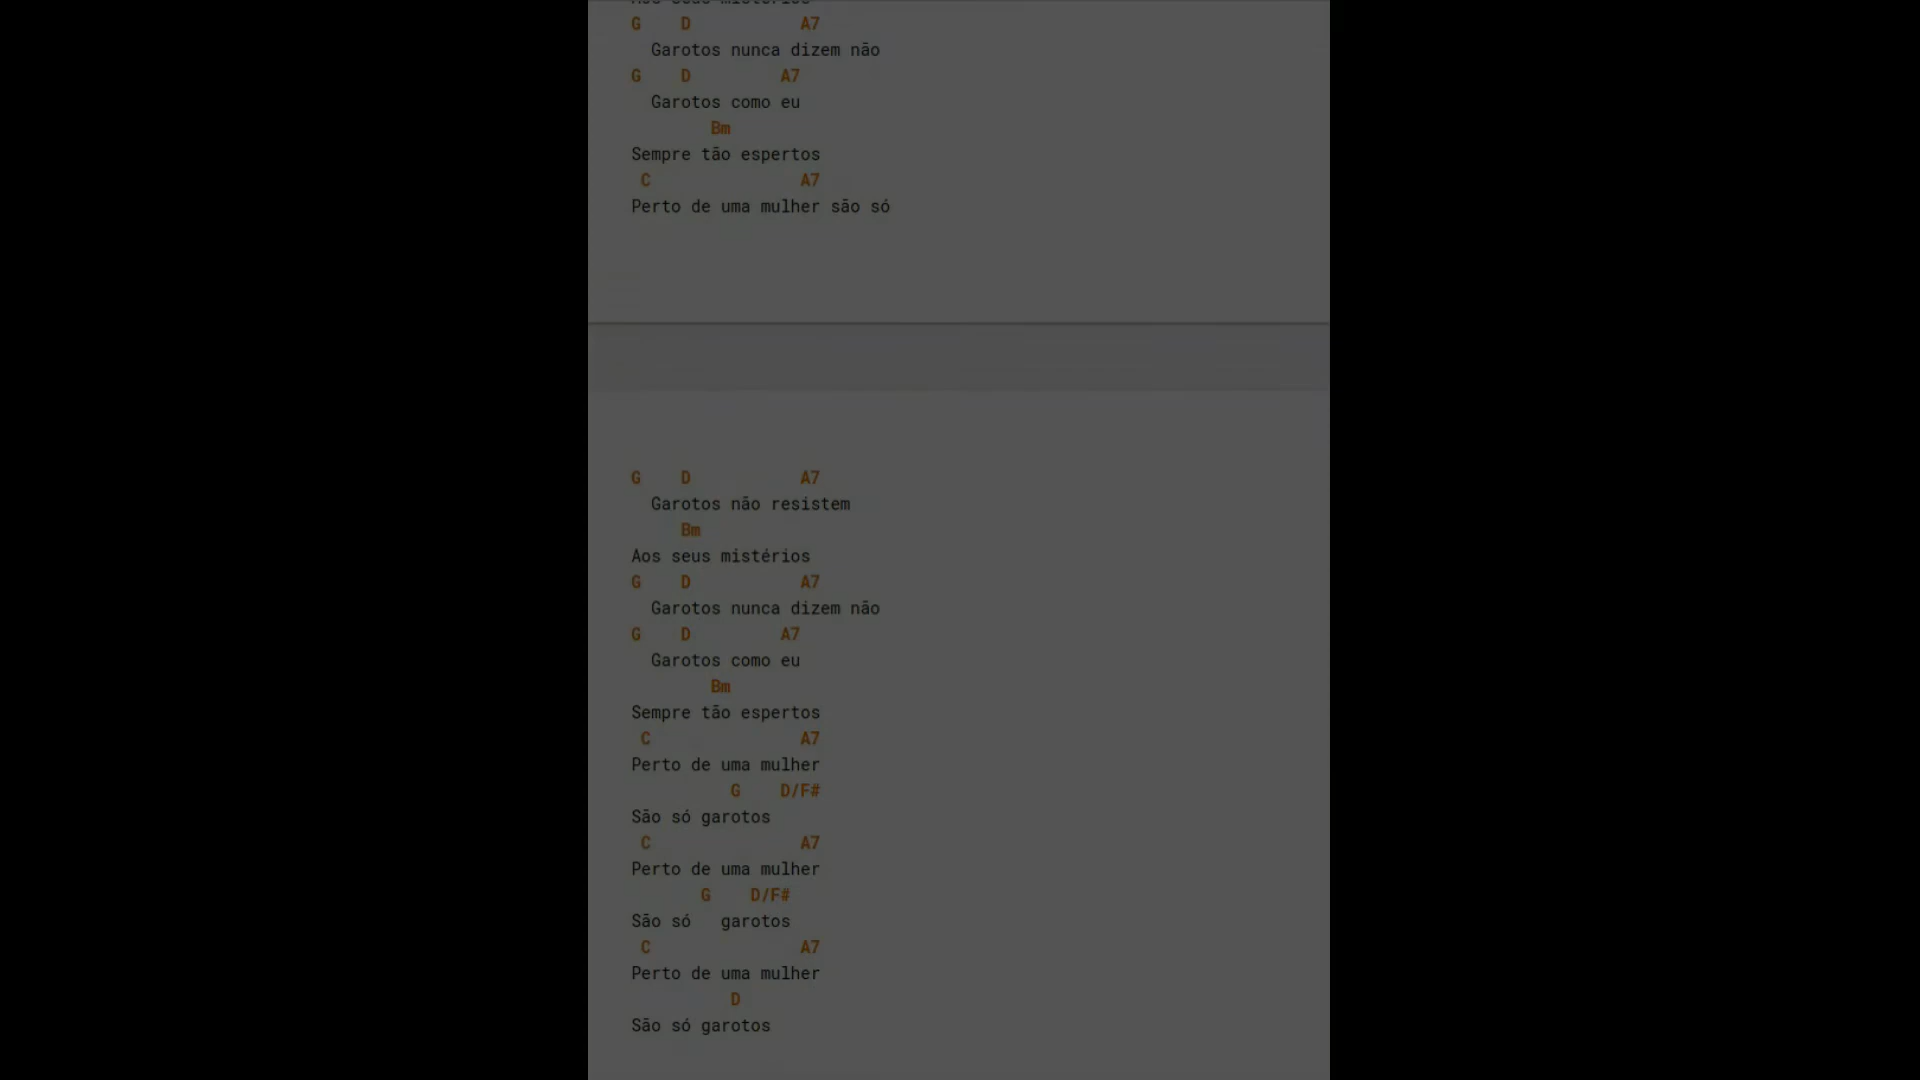 Aos seus mistérios
G    D           A7
  Garotos nunca dizem não
G    D         A7
  Garotos como eu
        Bm
Sempre tão espertos
 C               A7
Perto de uma mulher são só
G    D           A7
  Garotos não resistem
     Bm
Aos seus mistérios
G    D           A7
  Garotos nunca dizem não
G    D         A7
  Garotos como eu
        Bm
Sempre tão espertos
 C               A7
Perto de uma mulher
          G    D/F#
São só garotos
 C               A7
Perto de uma mulher
       G    D/F#
São só   garotos
 C               A7
Perto de uma mulher
          D
São só garotos